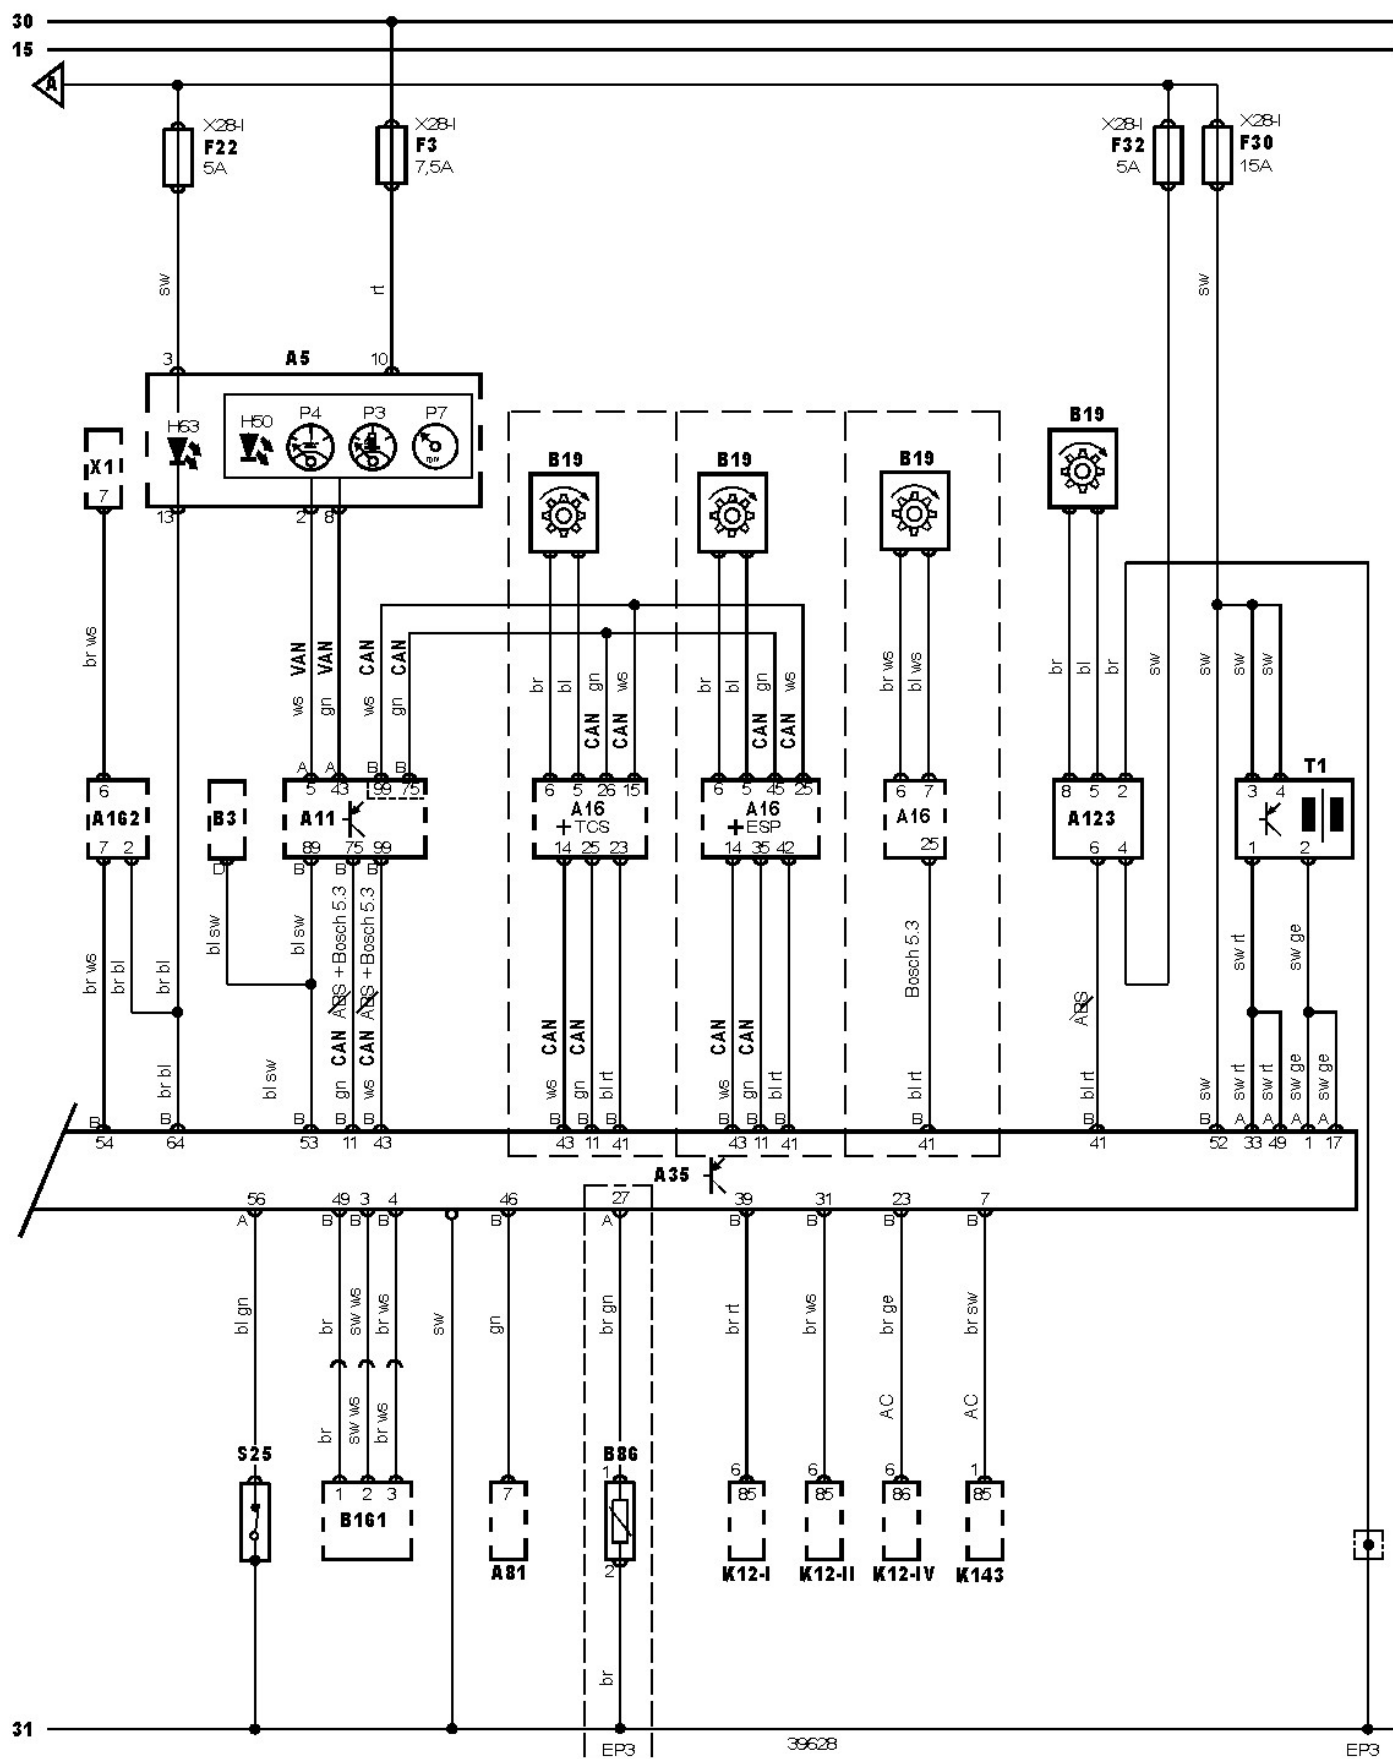 30
15
A
X28-I
F22
5A
X28-I
F3
7,5A
X28-I
F32
5A
X28-I
F30
15A
sw
rt
sw
3
A5
10
H63
H50
P4
P3
P7
X1
7
13
2
8
B19
B19
B19
B19
br ws
VAN
VAN
CAN
CAN
ws
gn
ws
gn
br
bl
gn
ws
CAN
CAN
br
bl
gn
ws
CAN
CAN
br ws
bl ws
br
bl
br
sw
sw
sw
sw
A
A
B
B
6
A162
7
2
B3
D
5
43
99
75
A11
89
75
99
B
B
B
6
5
26
15
A16
+TCS
14
25
23
6
5
45
25
A16
+ESP
14
35
42
6
7
A16
25
8
5
2
A123
6
4
T1
3
4
1
2
br ws
br bl
br bl
bl sw
bl sw
ABS + Bosch 5.3
ABS + Bosch 5.3
Bosch 5.3
ABS
sw rt
sw ge
br bl
bl sw
CAN
gn
CAN
ws
CAN
CAN
ws
gn
bl rt
CAN
CAN
ws
gn
bl rt
bl rt
bl rt
sw
sw rt
sw rt
sw ge
sw ge
B
B
B
B
B
B
B
B
B
B
B
B
B
B
A
A
A
A
54
64
53
11
43
43
11
41
43
11
41
41
41
52
33
49
1
17
A35
56
49
3
4
46
27
39
31
23
7
A
B
B
B
B
A
B
B
B
B
bl gn
br
sw ws
br ws
sw
gn
br gn
br rt
br ws
br ge
br sw
br
sw ws
br ws
AC
AC
S25
B86
1
2
1
2
3
B161
7
A81
6
85
K12-I
6
85
K12-II
6
86
K12-IV
1
85
K143
br
31
EP3
39628
EP3